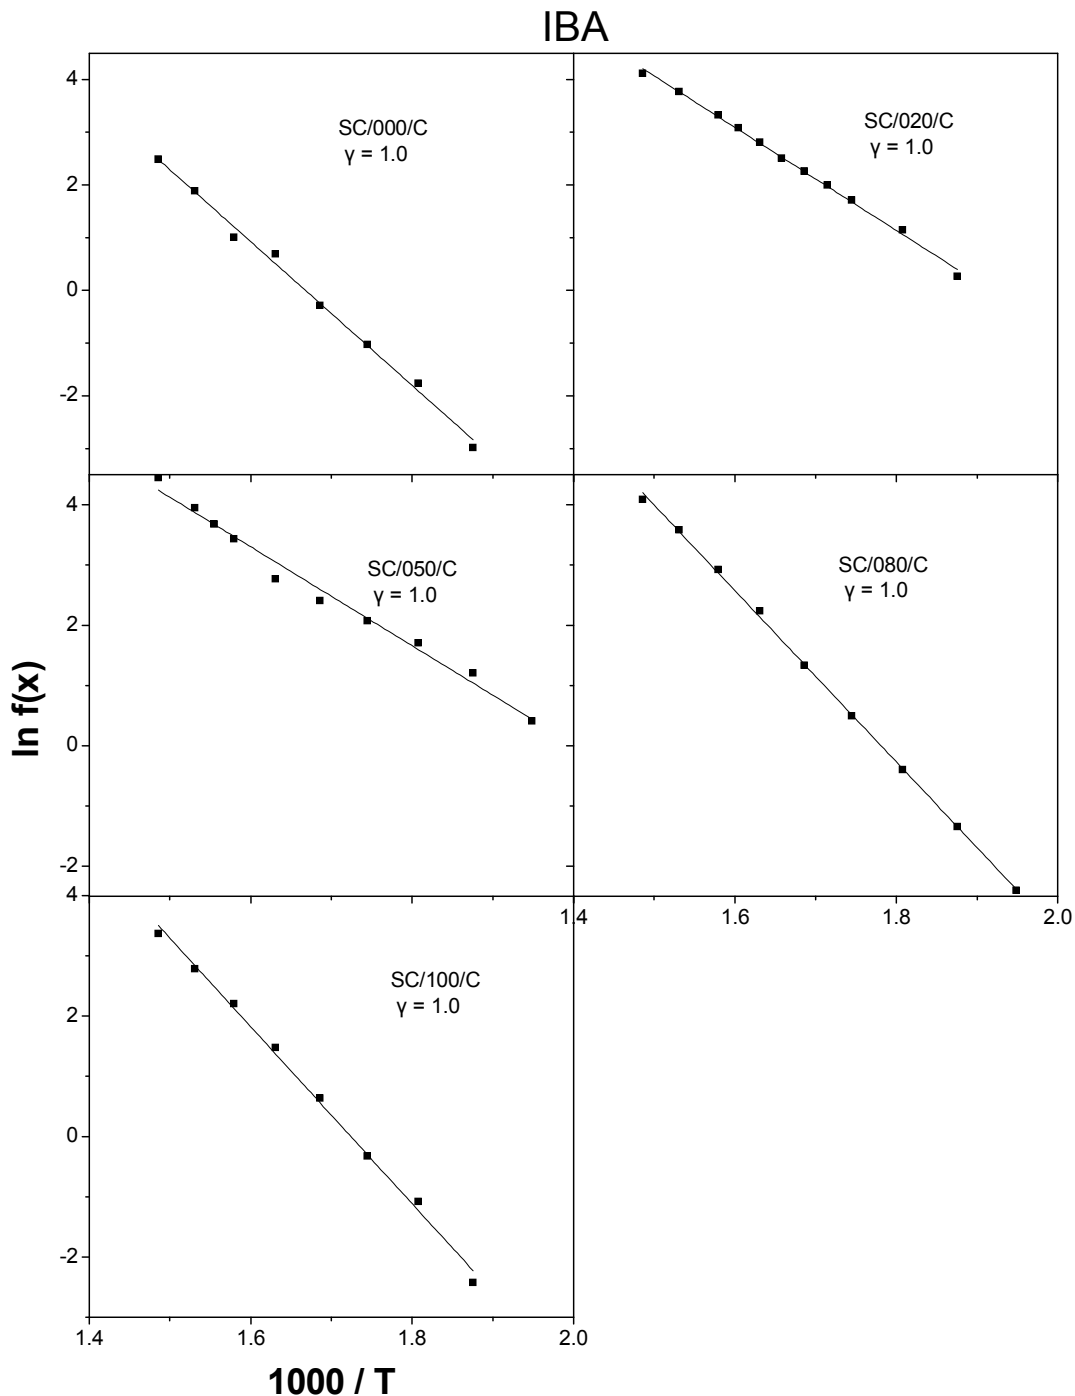 IBA
4
2
0
-2
SC/000/C
γ = 1.0
SC/020/C
γ = 1.0
4
2
0
-2
SC/050/C
γ = 1.0
SC/080/C
γ = 1.0
ln f(x)
4
2
0
-2
SC/100/C
γ = 1.0
1.4 1.6 1.8 2.0
1.4 1.6 1.8 2.0
1000 / T